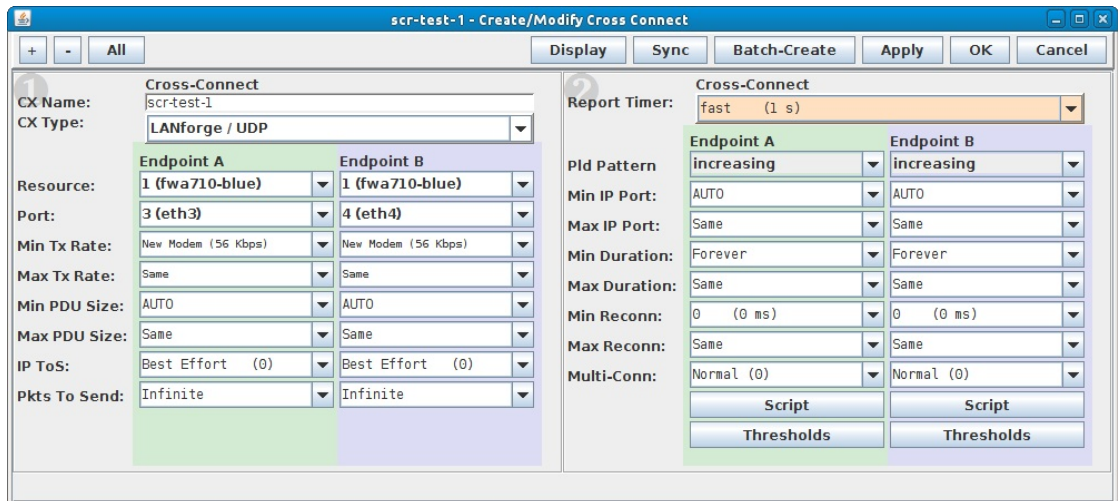 scr-test-1 - Create/Modify Cross Connect
+ - All Display Sync Batch-Create Apply OK Cancel
1
Cross-Connect
CX Name: scr-test-1
CX Type: LANforge / UDP
Endpoint A Endpoint B
Resource: 1 (fwa710-blue) 1 (fwa710-blue)
Port: 3 (eth3) 4 (eth4)
Min Tx Rate: New Modem (56 Kbps) New Modem (56 Kbps)
Max Tx Rate: Same Same
Min PDU Size: AUTO AUTO
Max PDU Size: Same Same
IP ToS: Best Effort (0) Best Effort (0)
Pkts To Send: Infinite Infinite
2
Cross-Connect
Report Timer: fast (1 s)
Endpoint A Endpoint B
Pld Pattern increasing increasing
Min IP Port: AUTO AUTO
Max IP Port: Same Same
Min Duration: Forever Forever
Max Duration: Same Same
Min Reconn: 0 (0 ms) 0 (0 ms)
Max Reconn: Same Same
Multi-Conn: Normal (0) Normal (0)
Script Script
Thresholds Thresholds